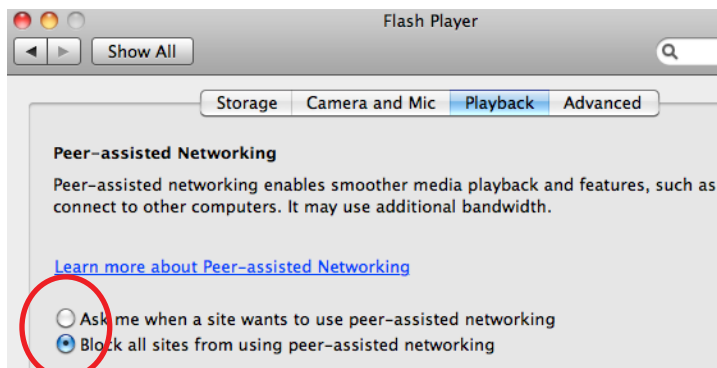 Flash Player
Show All
Storage Camera and Mic Playback Advanced
Peer-assisted Networking
Peer-assisted networking enables smoother media playback and features, such as
connect to other computers. It may use additional bandwidth.
Learn more about Peer-assisted Networking
Ask me when a site wants to use peer-assisted networking
Block all sites from using peer-assisted networking